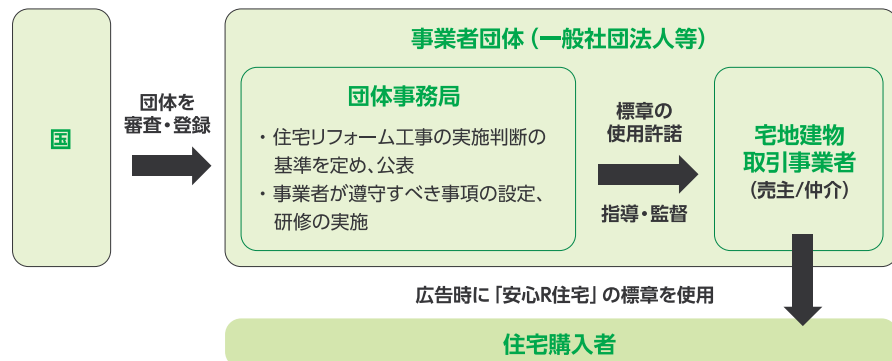 事業者団体（一般社団法人等）
国
団体を
審査・登録
団体事務局
・住宅リフォーム工事の実施判断の
基準を定め、公表
・事業者が遵守すべき事項の設定、
研修の実施
標章の
使用許諾
指導・監督
宅地建物
取引事業者
（売主/仲介）
広告時に「安心R住宅」の標章を使用
住宅購入者